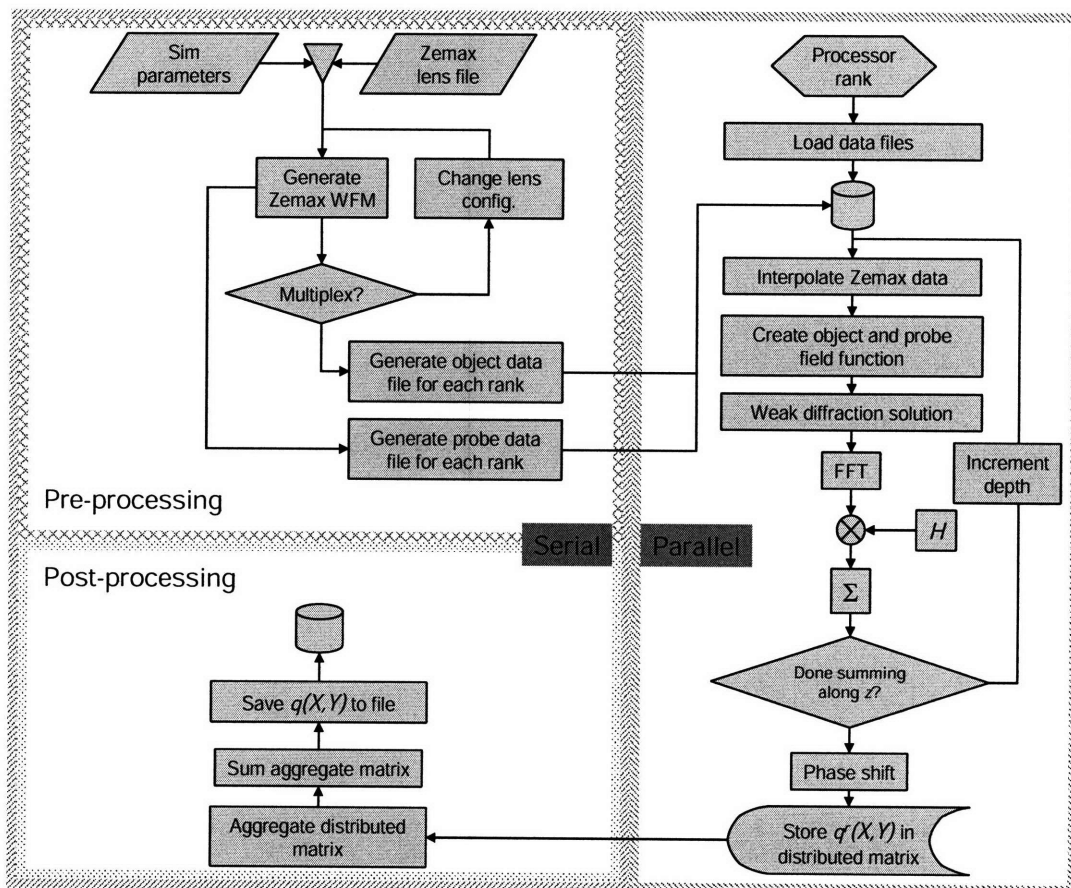 Sim
parameters
Zemax
lens file
Generate
Zemax WFM
Change lens
config.
Multiplex?
Generate object data
file for each rank
Generate probe data
file for each rank
Pre-processing
Serial
Parallel
Processor
rank
Load data files
Interpolate Zemax data
Create object and probe
field function
Weak diffraction solution
FFT
Increment
depth
H
Σ
Done summing
along z?
Phase shift
Store qʳ(X,Y) in
distributed matrix
Post-processing
Save q(X,Y) to file
Sum aggregate matrix
Aggregate distributed
matrix